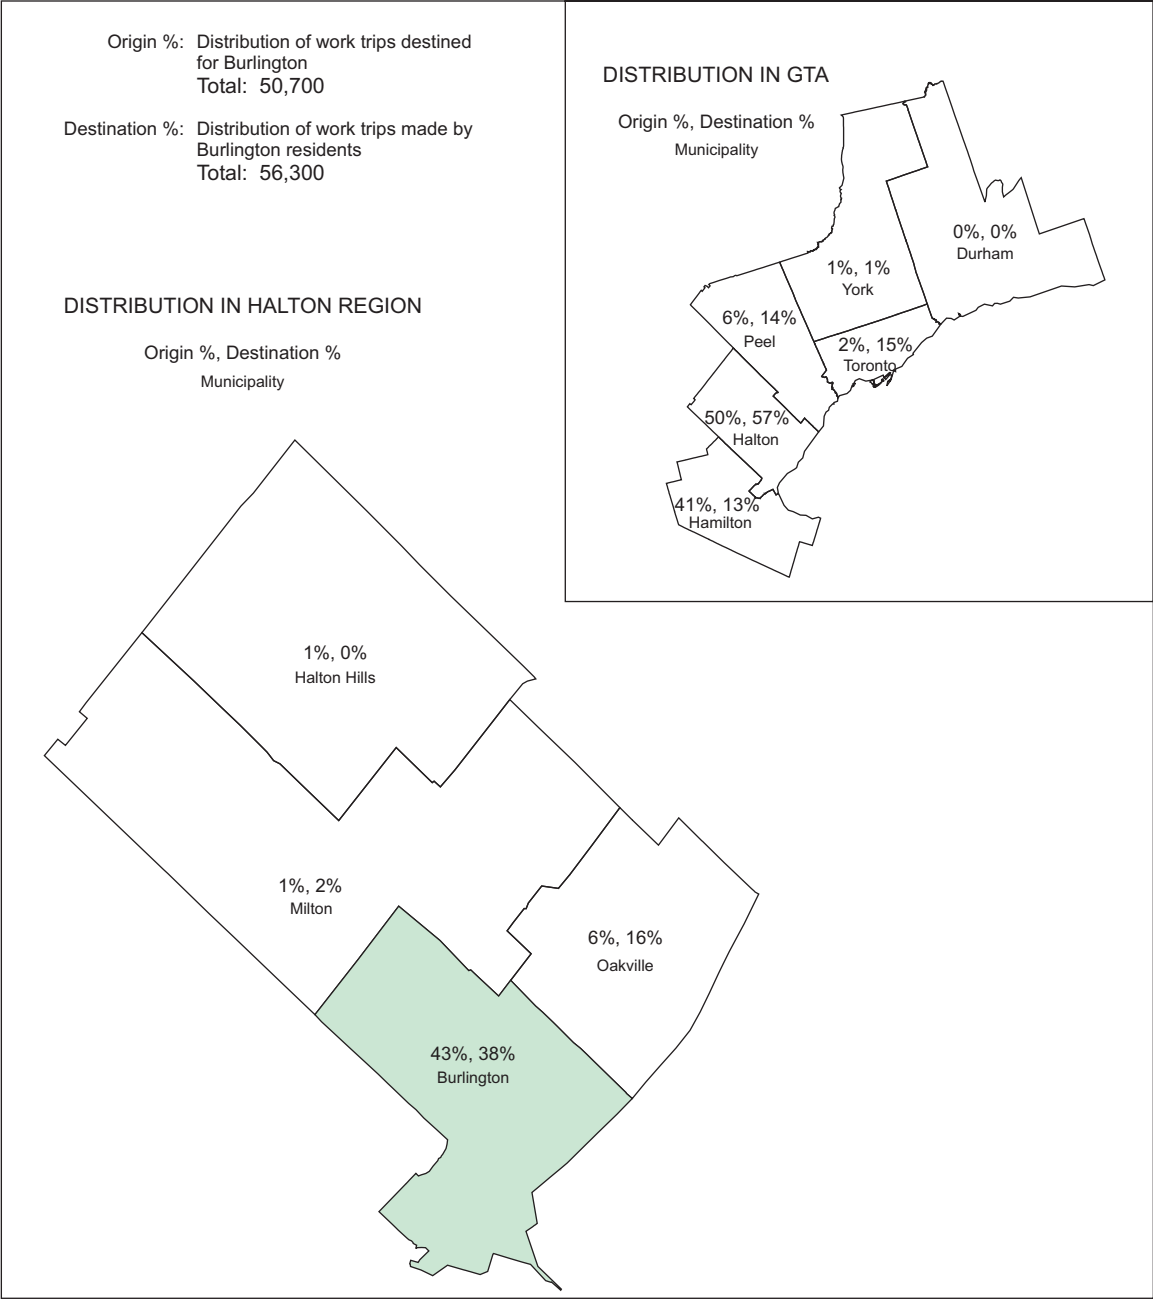 Origin %: Distribution of work trips destined
for Burlington
Total: 50,700
Destination %: Distribution of work trips made by
Burlington residents
Total: 56,300
DISTRIBUTION IN GTA
Origin %, Destination %
Municipality
0%, 0%
Durham
1%, 1%
York
6%, 14%
Peel
2%, 15%
Toronto
50%, 57%
Halton
41%, 13%
Hamilton
DISTRIBUTION IN HALTON REGION
Origin %, Destination %
Municipality
1%, 0%
Halton Hills
1%, 2%
Milton
6%, 16%
Oakville
43%, 38%
Burlington